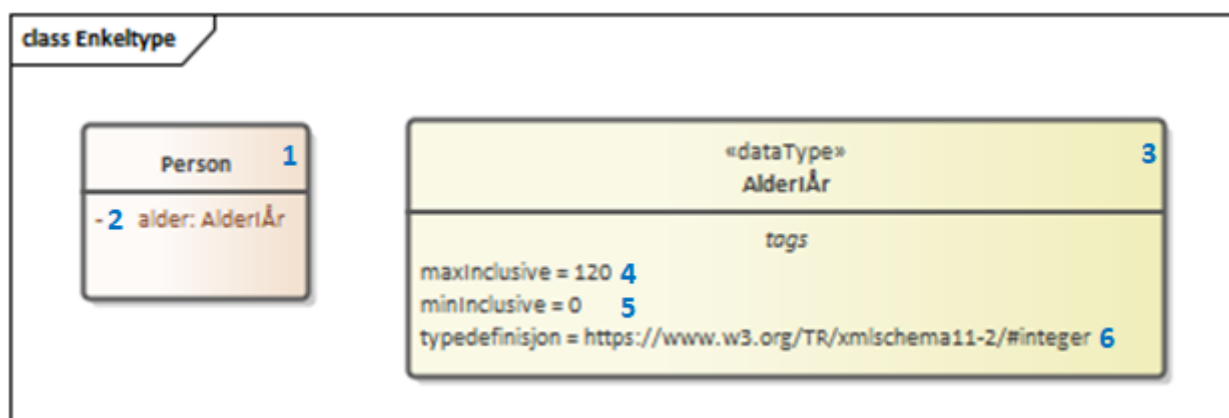 class Enkeltype
Person 1
- 2 alder: AlderIÅr
«dataType» 3
AlderIÅr
tags
maxInclusive = 120 4
minInclusive = 0 5
typedefinisjon = https://www.w3.org/TR/xmlschema11-2/#integer 6